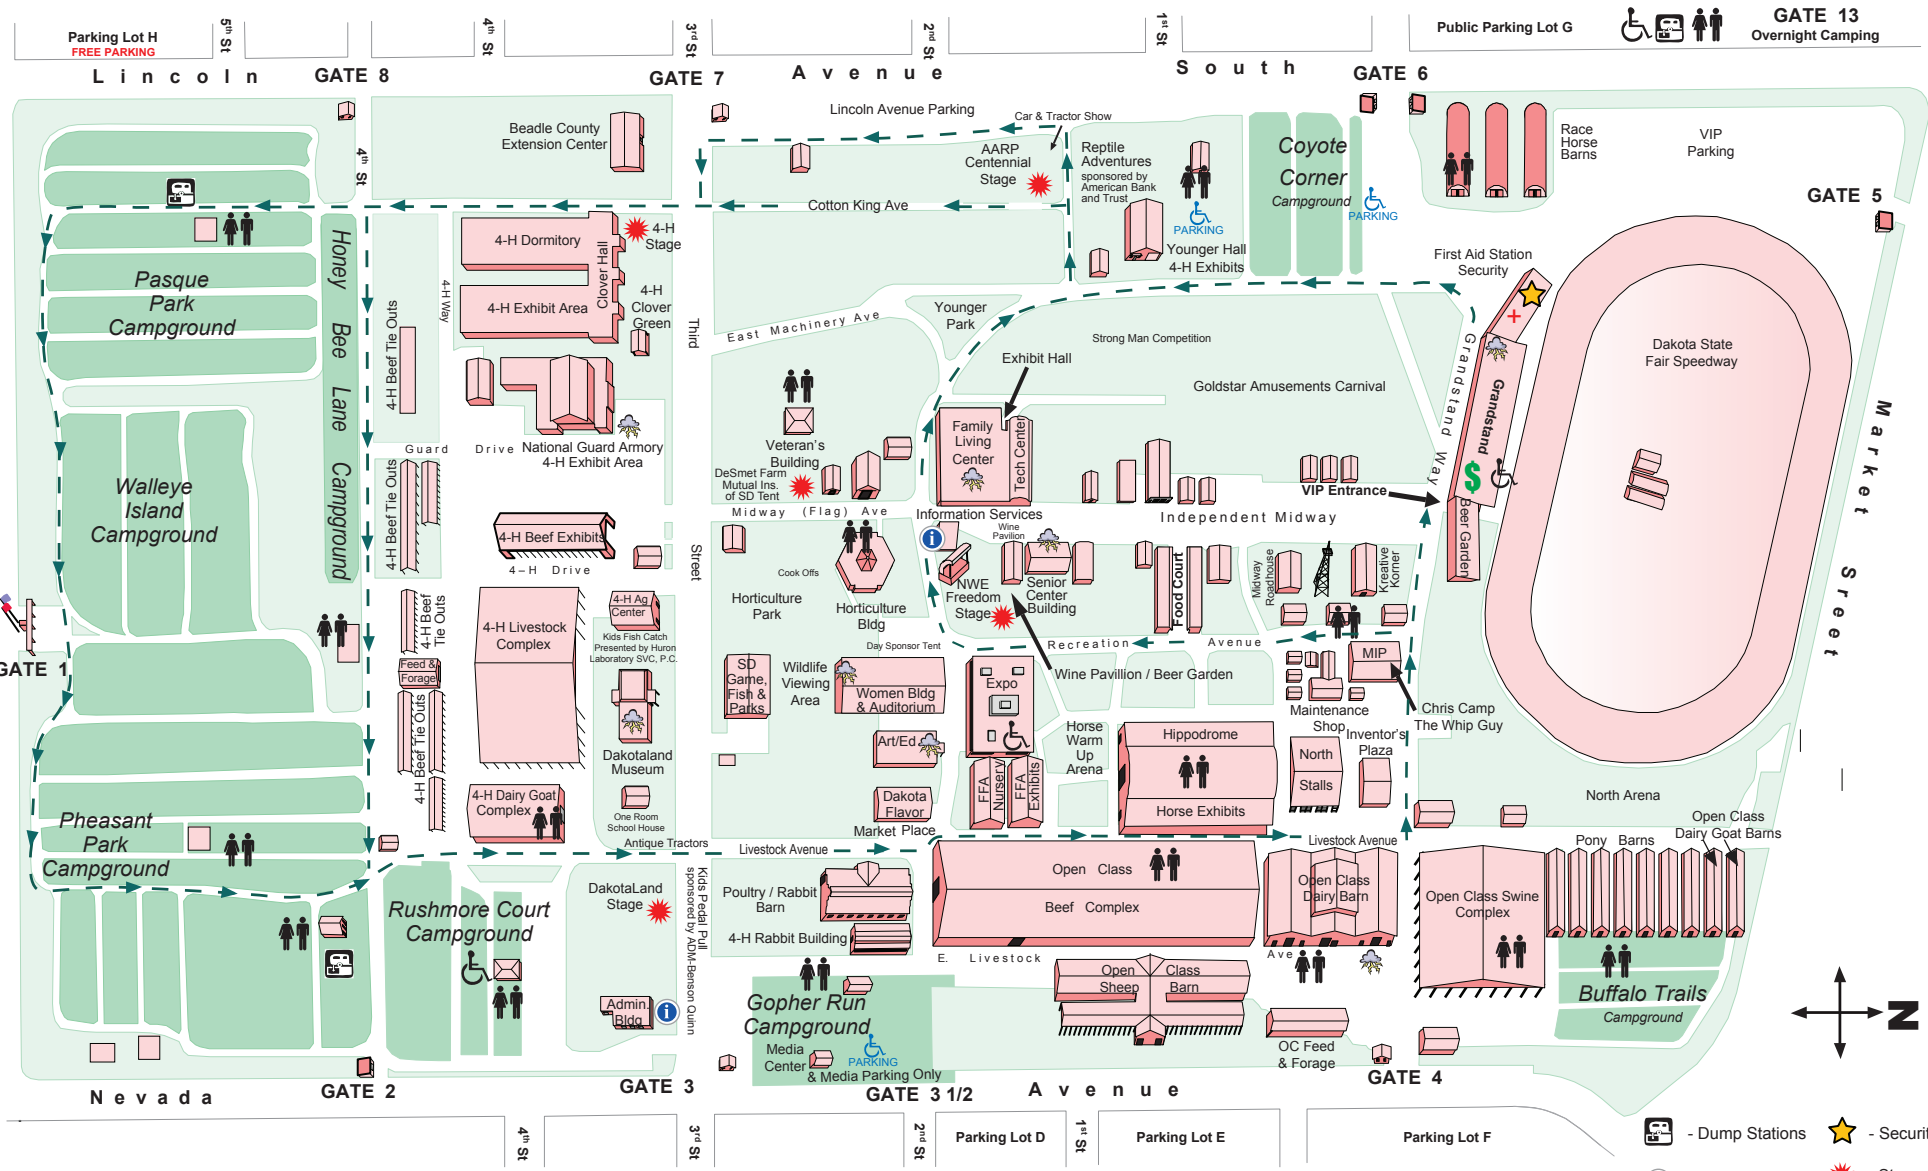 Parking Lot H
FREE PARKING
5th St
4th St
3rd St
2nd St
1st St
Public Parking Lot G
GATE 13
Overnight Camping
Lincoln
GATE 8
GATE 7
Avenue
South
GATE 6
Beadle County
Extension Center
Lincoln Avenue Parking
Car & Tractor Show
AARP
Centennial
Stage
Reptile
Adventures
sponsored by
American Bank
and Trust
PARKING
Younger Hall
4-H Exhibits
Coyote
Corner
Campground
PARKING
Race
Horse
Barns
VIP
Parking
GATE 5
4th St
Cotton King Ave
4-H Dormitory
Clover Hall
4-H
Stage
4-H Exhibit Area
4-H
Clover
Green
4-H Way
Pasque
Park
Campground
Honey Bee Lane Campground
4-H Beef Tie Outs
Third
Street
East Machinery Ave
Younger
Park
Strong Man Competition
Exhibit Hall
Goldstar Amusements Carnival
First Aid Station
Security
Grandstand Way
Grandstand
$
Dakota State
Fair Speedway
Market Sreet
Guard Drive
National Guard Armory
4-H Exhibit Area
Veteran's
Building
DeSmet Farm
Mutual Ins.
of SD Tent
Family
Living
Center
Tech Center
VIP Entrance
Beer Garden
Walleye
Island
Campground
4-H Beef Tie Outs
4-H Beef Exhibits
4-H Drive
Midway (Flag) Ave
Information Services
Independent Midway
i
Wine
Pavilion
NWE
Freedom
Stage
Senior
Center
Building
Food Court
Midway
Roadhouse
Kreative
Korner
Cook Offs
Horticulture
Park
Horticulture
Bldg
4-H Beef
Tie Outs
4-H Livestock
Complex
4-H Ag
Center
Kids Fish Catch
Presented by Huron
Laboratory SVC, P.C.
GATE 1
Feed &
Forage
4-H Beef Tie Outs
Day Sponsor Tent
Recreation Avenue
SD
Game,
Fish &
Parks
Wildlife
Viewing
Area
Women Bldg
& Auditorium
Expo
Wine Pavillion / Beer Garden
MIP
Maintenance
Shop
Chris Camp
The Whip Guy
Dakotaland
Museum
Art/Ed
Horse
Warm
Up
Arena
Hippodrome
Horse Exhibits
North
Stalls
Inventor's
Plaza
North Arena
4-H Dairy Goat
Complex
One Room
School House
Dakota
Flavor
Market Place
FFA
Nursery
FFA
Exhibits
Pheasant
Park
Campground
Antique Tractors
Livestock Avenue
Livestock Avenue
Pony Barns
Open Class
Dairy Goat Barns
Rushmore Court
Campground
DakotaLand
Stage
Kids Pedal Pull
sponsored by ADM-Benson Quinn
Poultry / Rabbit
Barn
4-H Rabbit Building
Open Class
Beef Complex
Open Class
Dairy Barn
Open Class Swine
Complex
E. Livestock Ave
Admin.
Bldg
i
Gopher Run
Campground
Media
Center
PARKING
& Media Parking Only
Open Class
Sheep Barn
OC Feed
& Forage
Buffalo Trails
Campground
N
Nevada
GATE 2
GATE 3
GATE 3 1/2
Avenue
GATE 4
4th St
3rd St
2nd St
Parking Lot D
1st St
Parking Lot E
Parking Lot F
- Dump Stations
- Securi